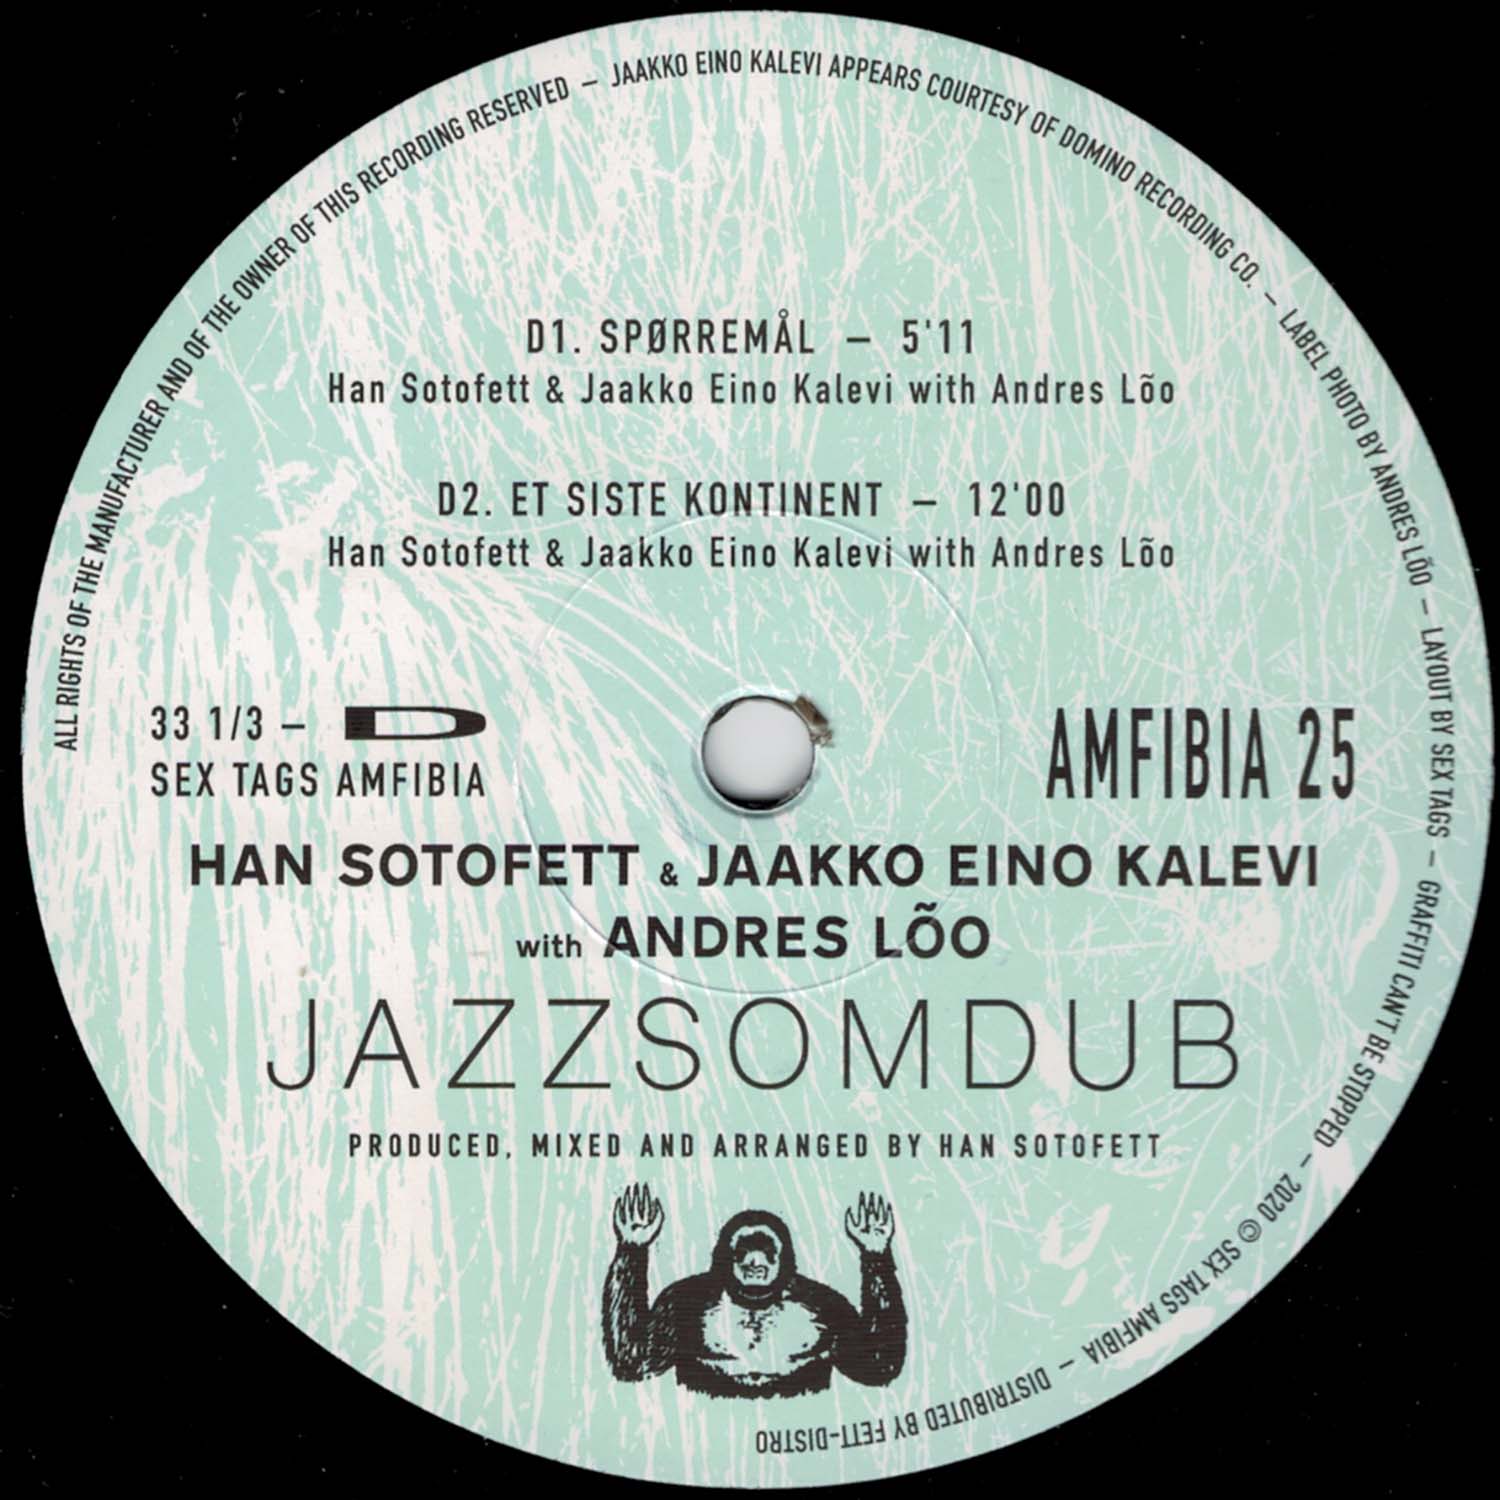 ALL RIGHTS OF THE MANUFACTURER AND OF THE OWNER OF THIS RECORDING RESERVED – JAAKKO EINO KALEVI APPEARS COURTESY OF DOMINO RECORDING CO. – LABEL PHOTO BY ANDRES LÕO – LAYOUT BY SEX TAGS – GRAFFITI CAN'T BE STOPPED – 2020 © SEX TAGS AMFIBIA – DISTRIBUTED BY FETT-DISTRO
D1. SPØRREMÅL – 5'11
Han Sotofett & Jaakko Eino Kalevi with Andres Lõo
D2. ET SISTE KONTINENT – 12'00
Han Sotofett & Jaakko Eino Kalevi with Andres Lõo
33 1/3 – D
SEX TAGS AMFIBIA
AMFIBIA 25
HAN SOTOFETT & JAAKKO EINO KALEVI
with ANDRES LÕO
JAZZSOMDUB
PRODUCED, MIXED AND ARRANGED BY HAN SOTOFETT